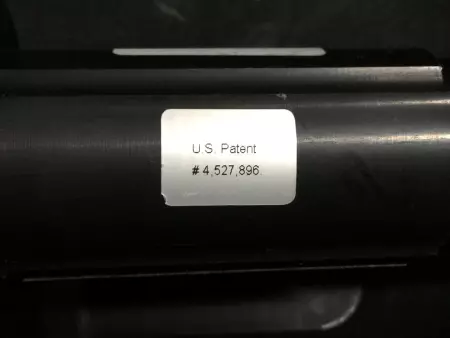 U.S. Patent
# 4,527,896